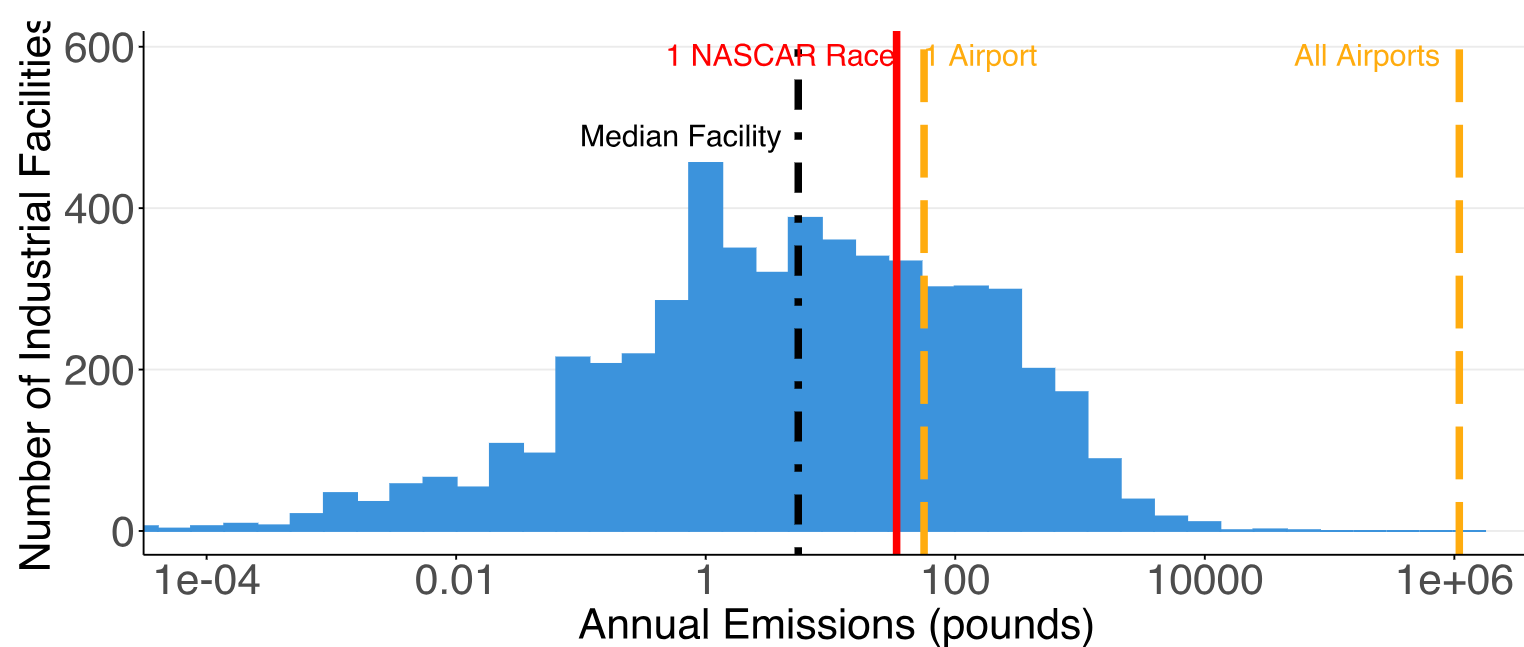 Number of Industrial Facilities
600
400
200
0
1 NASCAR Race
1 Airport
All Airports
Median Facility
1e-04
0.01
1
100
10000
1e+06
Annual Emissions (pounds)